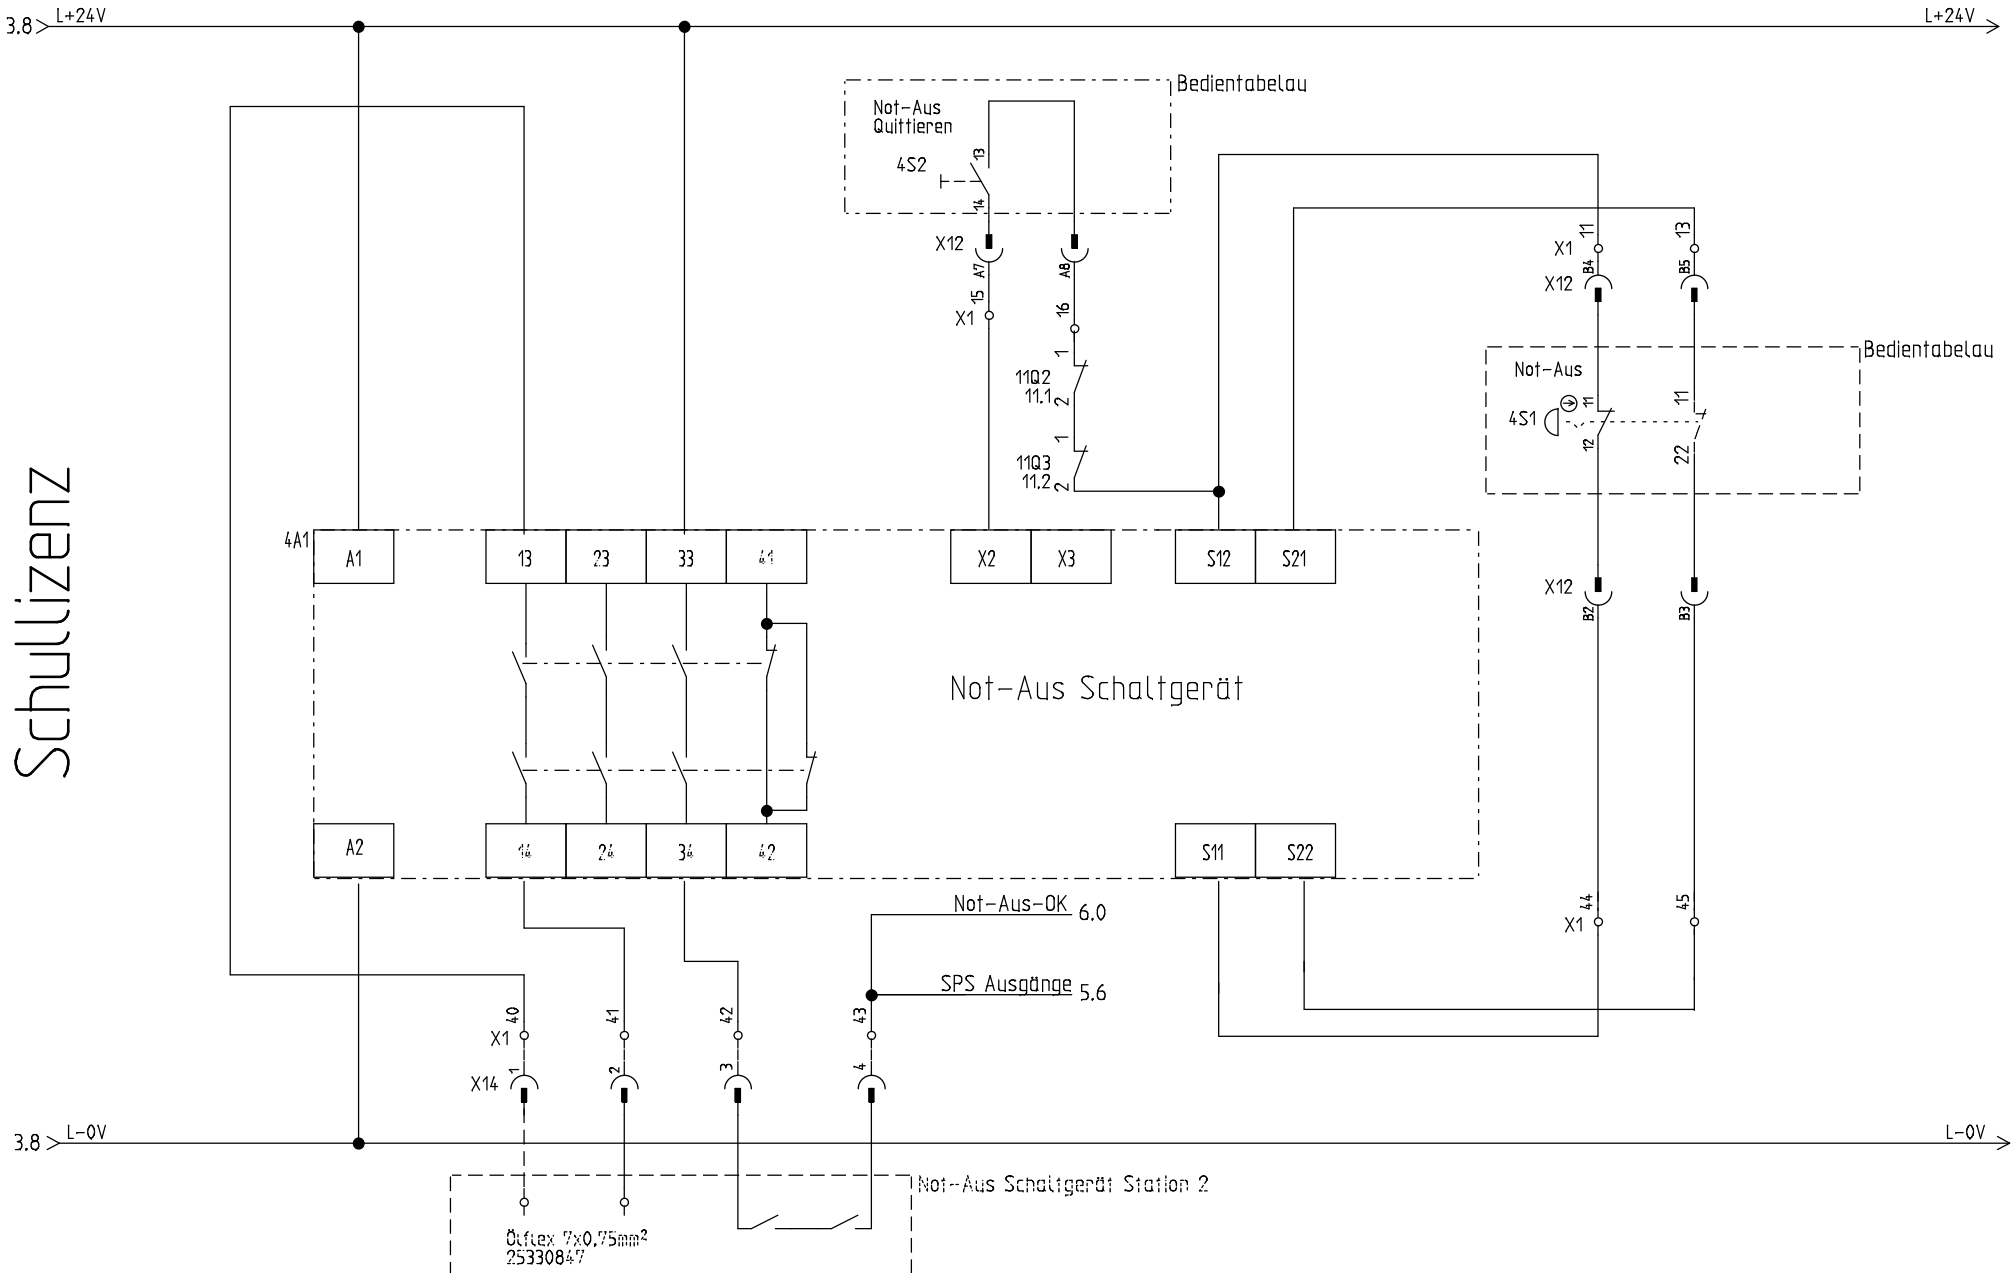 3.8
L+24V
L+24V
Bedientabelau
Not-Aus
Quittieren
4S2
13
14
X12
A7
A8
15
X1
16
1
11Q2
11.1
2
1
11Q3
11.2
2
11
13
X1
B4
B5
X12
Bedientabelau
Not-Aus
4S1
11
12
11
22
X12
B2
B3
Schullizenz
4A1
A1
13
23
33
41
X2
X3
S12
S21
Not-Aus Schaltgerät
A2
14
24
34
42
S11
S22
Not-Aus-OK
6.0
SPS Ausgänge
5.6
44
45
X1
40
41
42
43
X1
1
2
3
4
X14
3.8
L-0V
L-0V
Not-Aus Schaltgerät Station 2
Ölflex 7x0,75mm²
25330847